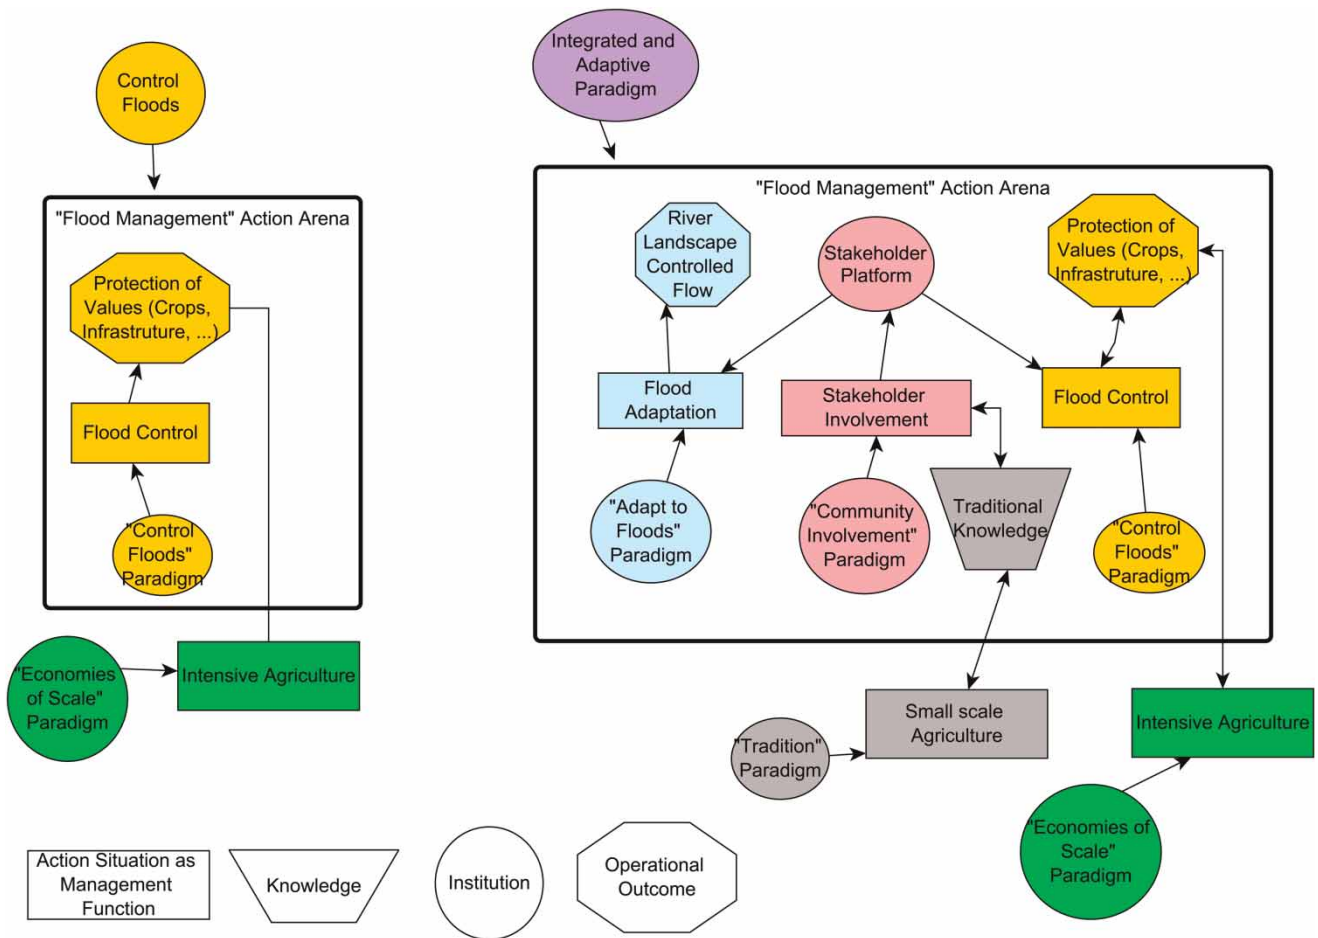 Control
Floods
"Flood Management" Action Arena
Protection of
Values (Crops,
Infrastruture, ...)
Flood Control
"Control
Floods"
Paradigm
"Economies
of Scale"
Paradigm
Intensive Agriculture
Integrated and
Adaptive
Paradigm
"Flood Management" Action Arena
River
Landscape
Controlled
Flow
Stakeholder
Platform
Protection of
Values (Crops,
Infrastruture, ...)
Flood
Adaptation
Stakeholder
Involvement
Flood Control
"Adapt to
Floods"
Paradigm
"Community
Involvement"
Paradigm
Traditional
Knowledge
"Control
Floods"
Paradigm
"Tradition"
Paradigm
Small scale
Agriculture
Intensive Agriculture
"Economies of
Scale"
Paradigm
Action Situation as
Management
Function
Knowledge
Institution
Operational
Outcome